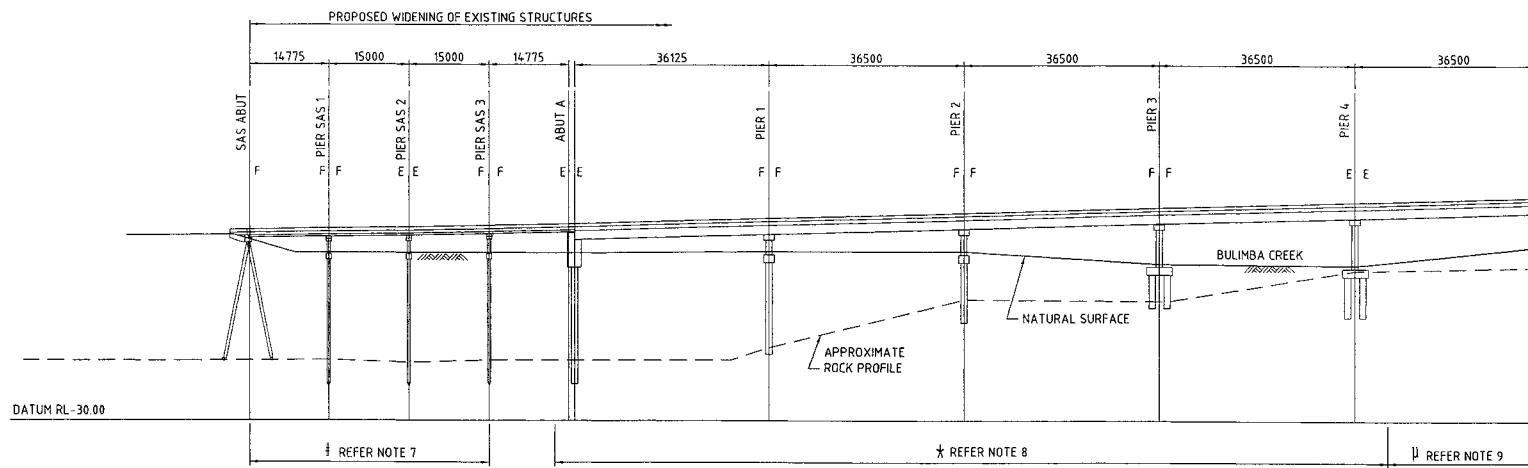 PROPOSED WIDENING OF EXISTING STRUCTURES
14775 15000 15000 14775 36125 36500 36500 36500 36500
SAS ABUT
PIER SAS 1
PIER SAS 2
PIER SAS 3
ABUT A
PIER 1
PIER 2
PIER 3
PIER 4
F F F E E F F E E F F F F F F E E
BULIMBA CREEK
NATURAL SURFACE
APPROXIMATE
ROCK PROFILE
DATUM RL-30.00
REFER NOTE 7
REFER NOTE 8
μ REFER NOTE 9